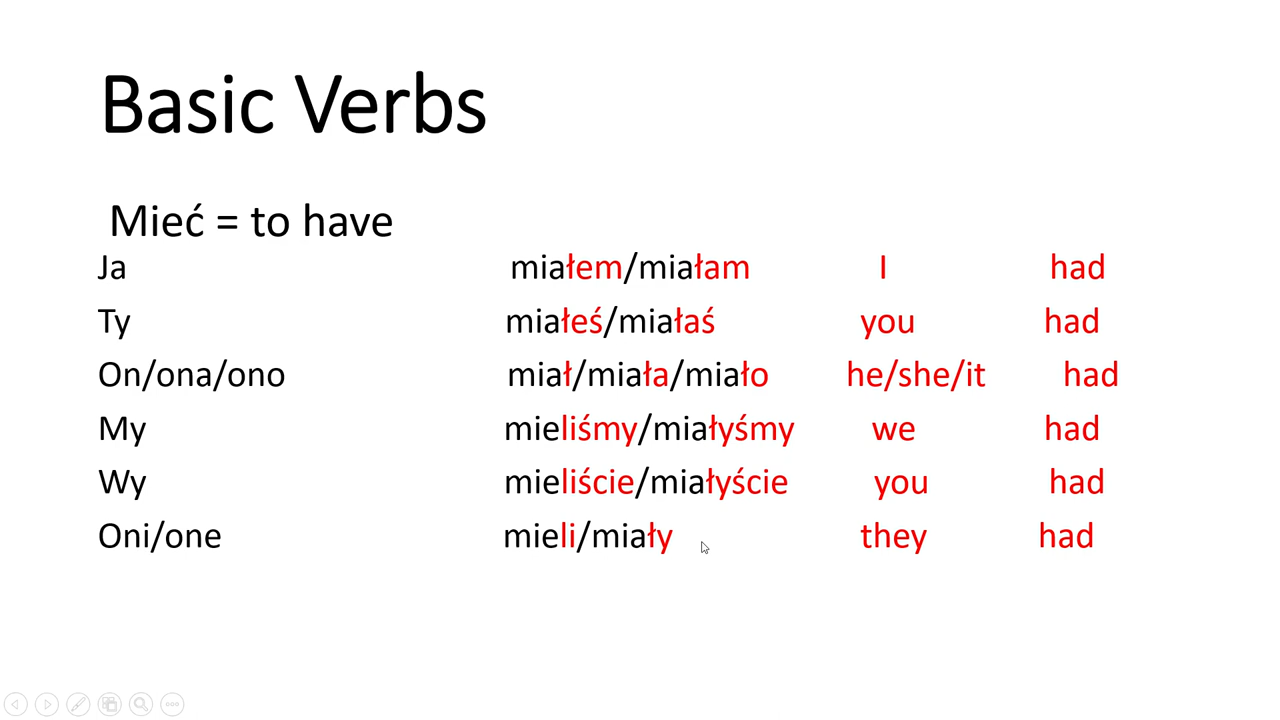 Basic Verbs
Mieć = to have
Ja miałem/miałam I had
Ty miałeś/miałaś you had
On/ona/ono miał/miała/miało he/she/it had
My mieliśmy/miałyśmy we had
Wy mieliście/miałyście you had
Oni/one mieli/miały they had